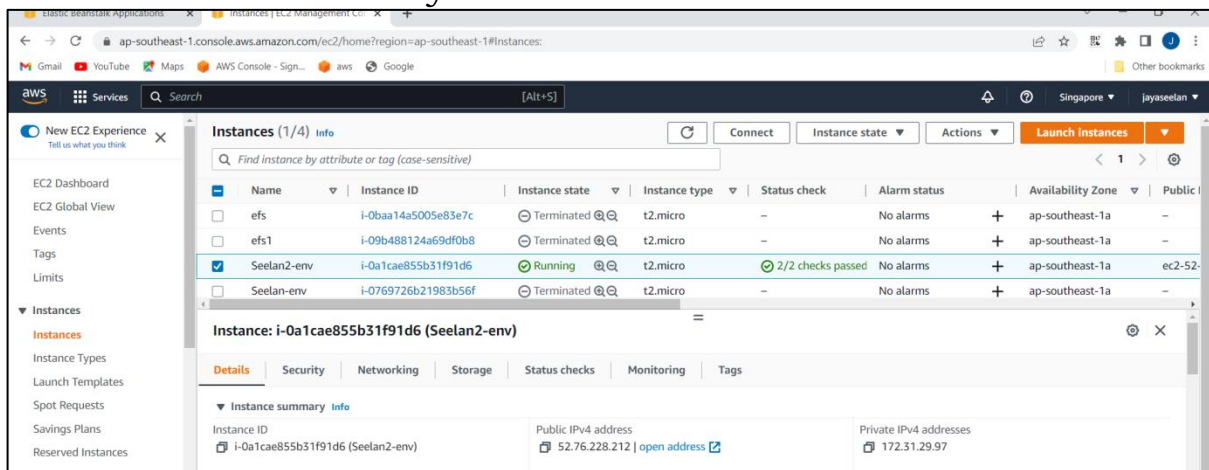 Elastic Beanstalk Applications Instances | EC2 Management Co
ap-southeast-1.console.aws.amazon.com/ec2/home?region=ap-southeast-1#Instances:
Gmail YouTube Maps AWS Console - Sign... aws Google Other bookmarks
aws Services Search [Alt+S] Singapore ▼ jayaseelan ▼
New EC2 Experience
Tell us what you think
EC2 Dashboard
EC2 Global View
Events
Tags
Limits
Instances
Instances
Instance Types
Launch Templates
Spot Requests
Savings Plans
Reserved Instances
Instances (1/4) Info Connect Instance state ▼ Actions ▼ Launch instances ▼
Find instance by attribute or tag (case-sensitive) 1
Name Instance ID Instance state Instance type Status check Alarm status Availability Zone Public
efs i-0baa14a5005e83e7c Terminated t2.micro – No alarms + ap-southeast-1a –
efs1 i-09b488124a69df0b8 Terminated t2.micro – No alarms + ap-southeast-1a –
Seelan2-env i-0a1cae855b31f91d6 Running t2.micro 2/2 checks passed No alarms + ap-southeast-1a ec2-52-
Seelan-env i-0769726b21983b56f Terminated t2.micro – No alarms + ap-southeast-1a –
Instance: i-0a1cae855b31f91d6 (Seelan2-env)
Details Security Networking Storage Status checks Monitoring Tags
Instance summary Info
Instance ID Public IPv4 address Private IPv4 addresses
i-0a1cae855b31f91d6 (Seelan2-env) 52.76.228.212 | open address 172.31.29.97